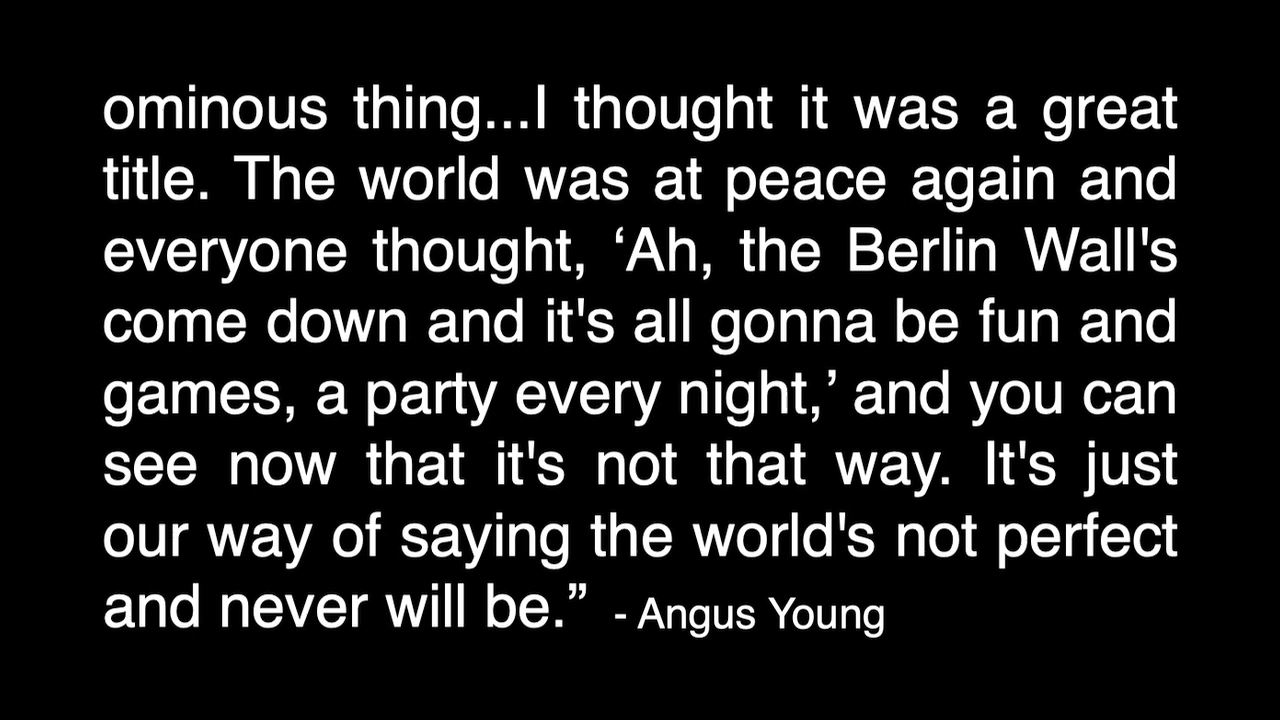 ominous thing...I thought it was a great
title. The world was at peace again and
everyone thought, ‘Ah, the Berlin Wall's
come down and it's all gonna be fun and
games, a party every night,’ and you can
see now that it's not that way. It's just
our way of saying the world's not perfect
and never will be.” - Angus Young